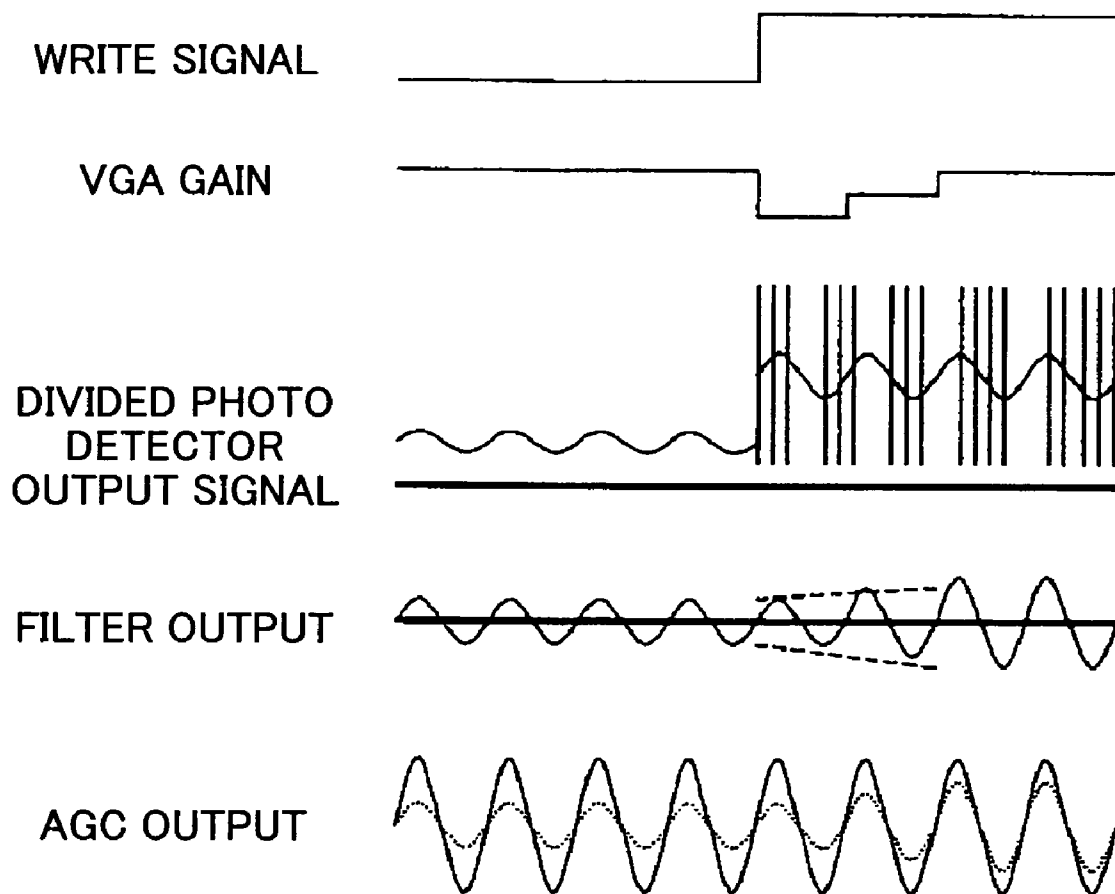 WRITE SIGNAL
VGA GAIN
DIVIDED PHOTO
DETECTOR
OUTPUT SIGNAL
FILTER OUTPUT
AGC OUTPUT